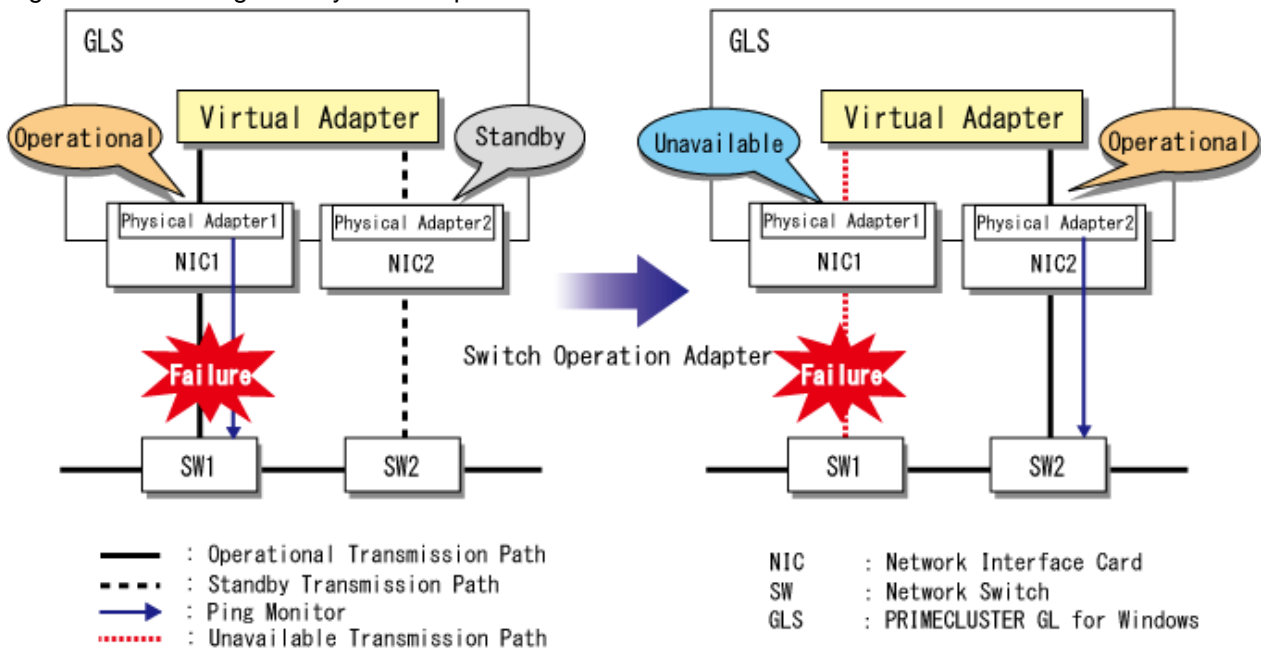 GLS
Virtual Adapter
Operational
Standby
Physical Adapter1
Physical Adapter2
NIC1
NIC2
Failure
SW1
SW2
Switch Operation Adapter
GLS
Virtual Adapter
Unavailable
Operational
Physical Adapter1
Physical Adapter2
NIC1
NIC2
Failure
SW1
SW2
: Operational Transmission Path
: Standby Transmission Path
: Ping Monitor
: Unavailable Transmission Path
NIC : Network Interface Card
SW : Network Switch
GLS : PRIMECLUSTER GL for Windows